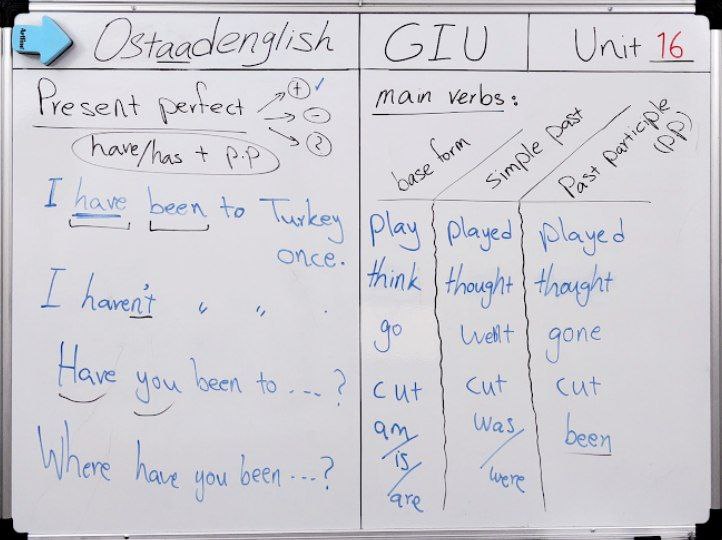 Artline
Ostaadenglish
GIU
Unit 16
Present perfect
+ ✓
-
?
have/has + p.p
I have been to Turkey
once.
I haven't " " .
Have you been to ....?
Where have you been ....?
main verbs:
base form simple past Past participle (PP)
play played played
think thought thought
go went gone
cut cut cut
am/is/are was/were been